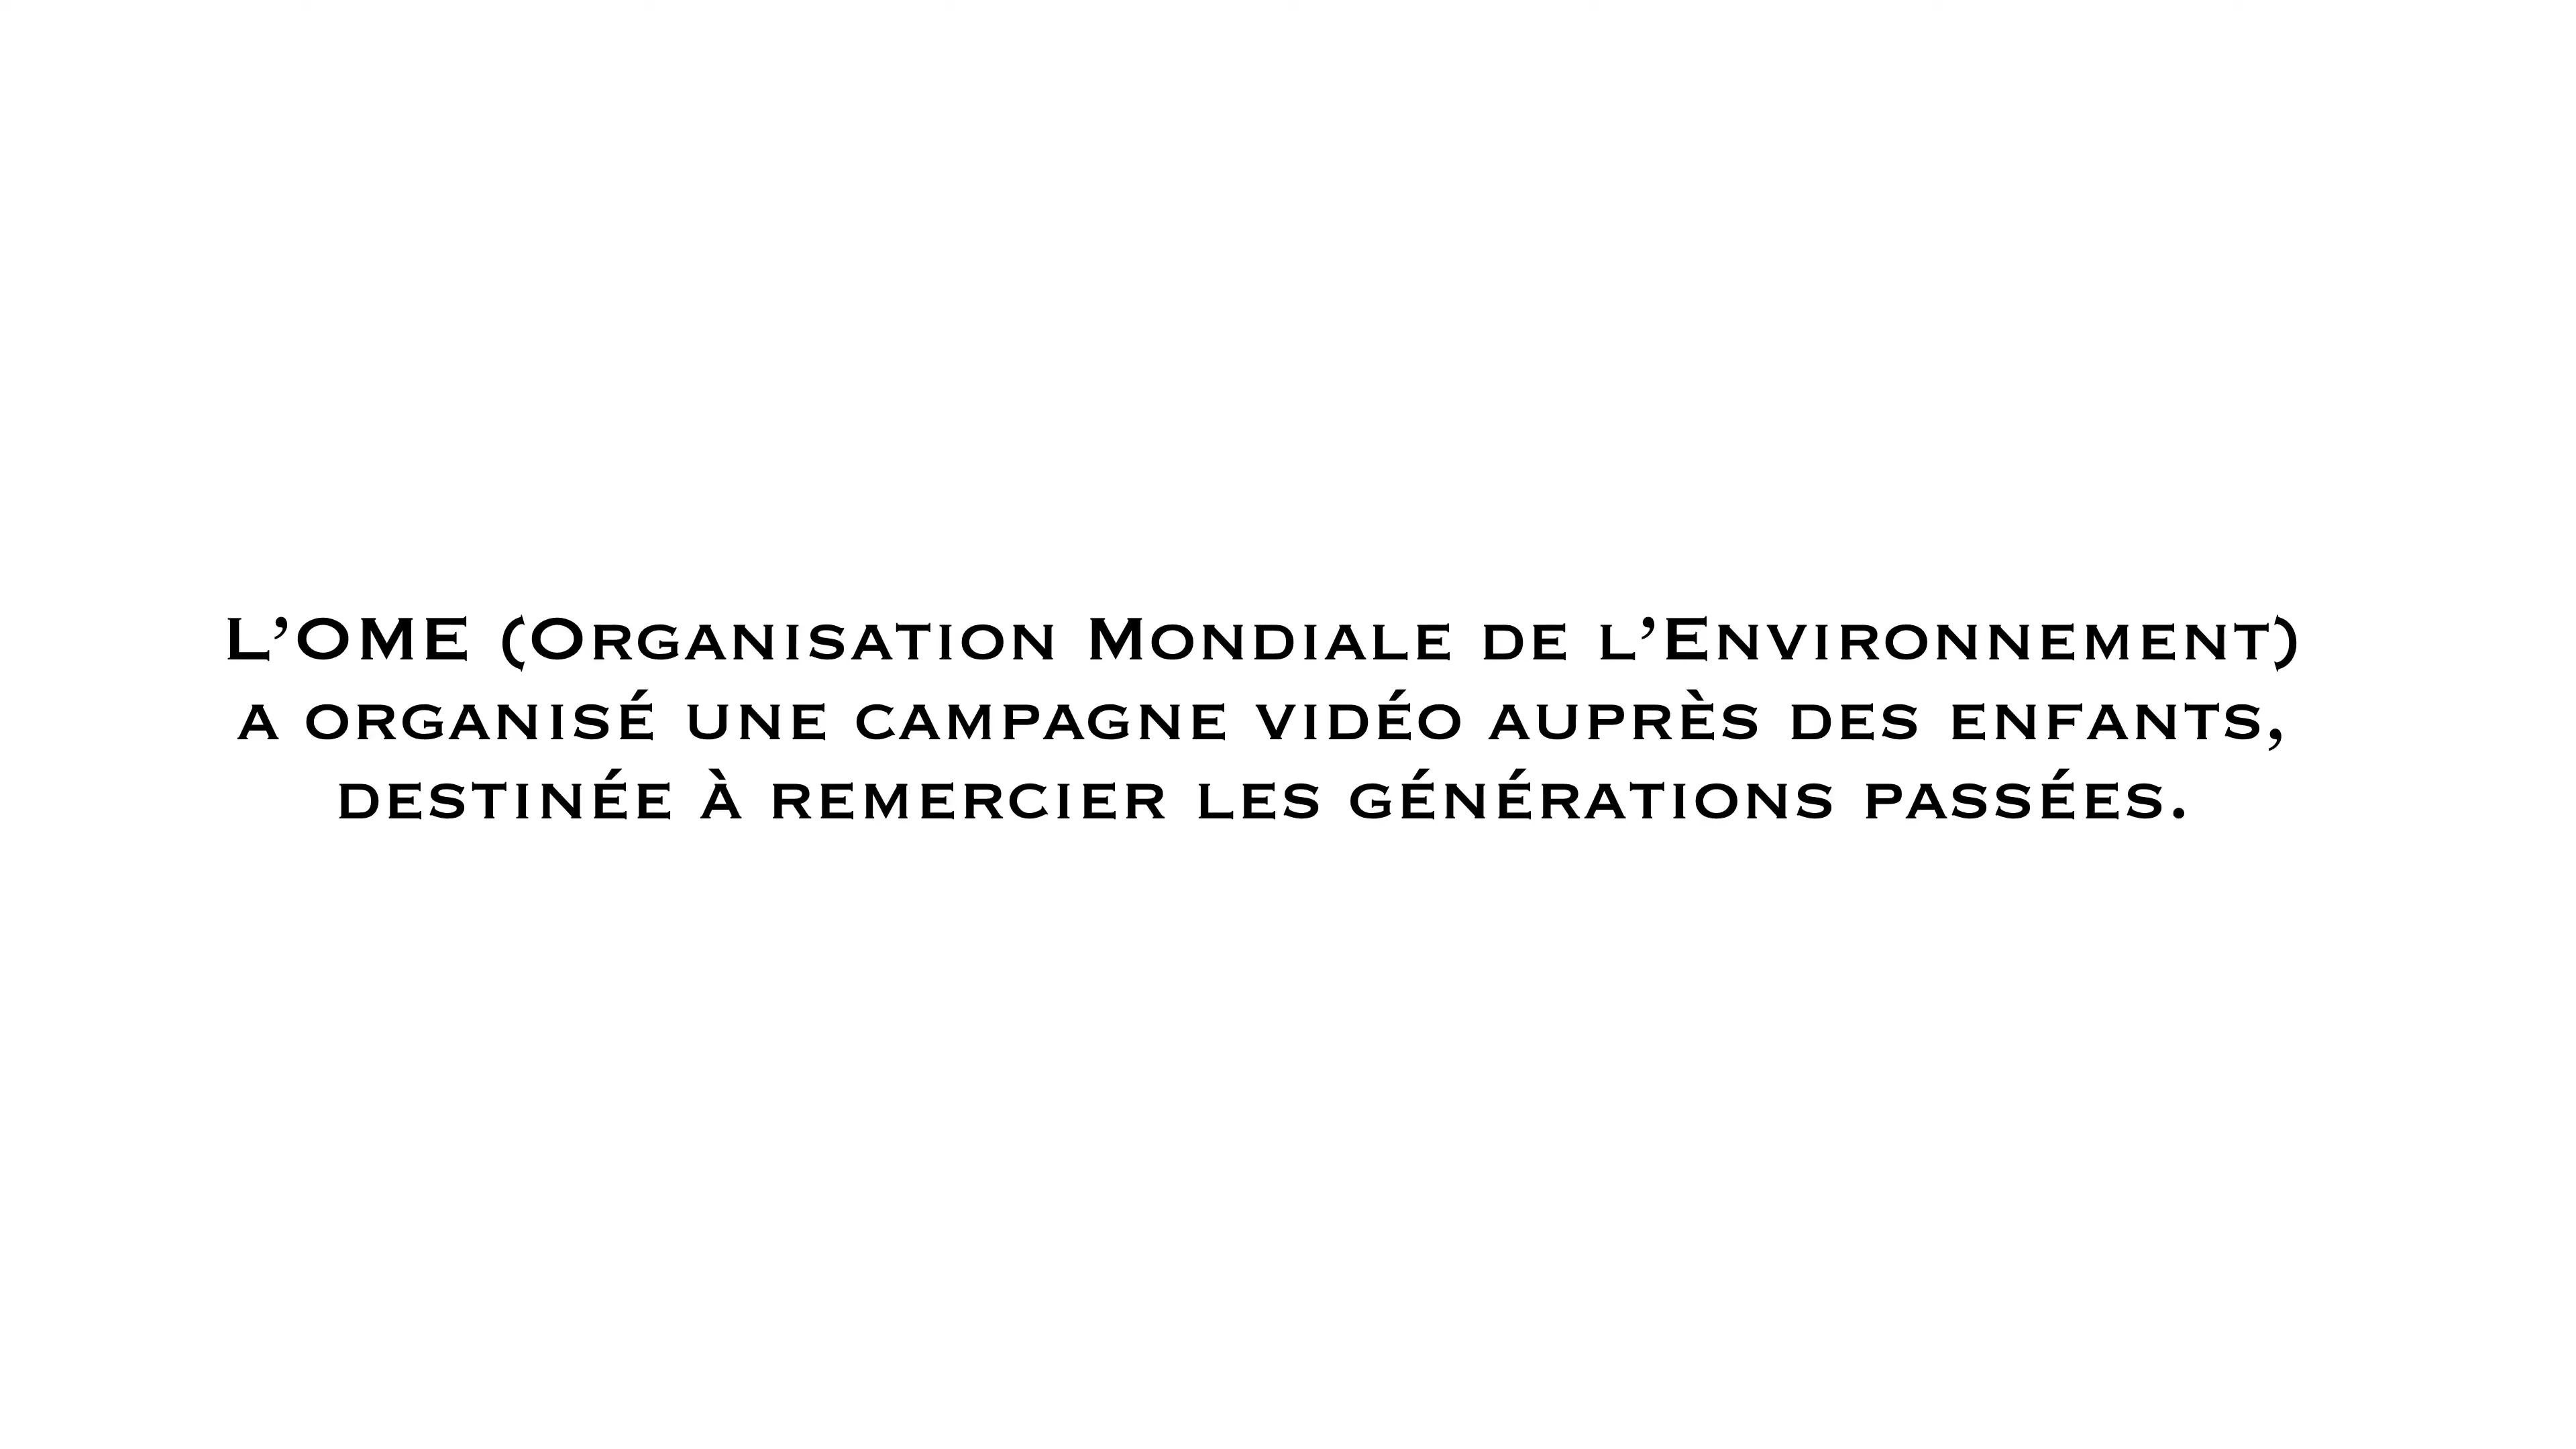 L’OME (Organisation Mondiale de l’Environnement)
a organisé une campagne vidéo auprès des enfants,
destinée à remercier les générations passées.